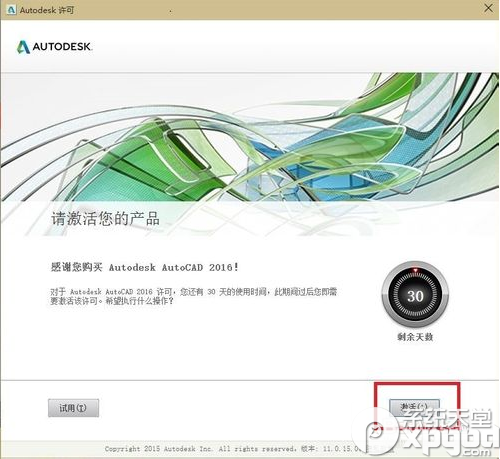 Autodesk 许可
AUTODESK.
请激活您的产品
感谢您购买 Autodesk AutoCAD 2016！
对于 Autodesk AutoCAD 2016 许可，您还有 30 天的使用时间，此期间过后您即需
要激活该许可。希望执行什么操作？
30
剩余天数
试用(T)
激活(A)
系统天堂
Copyright 2015 Autodesk Inc. All rights reserved. 版本: 11.0.15.0